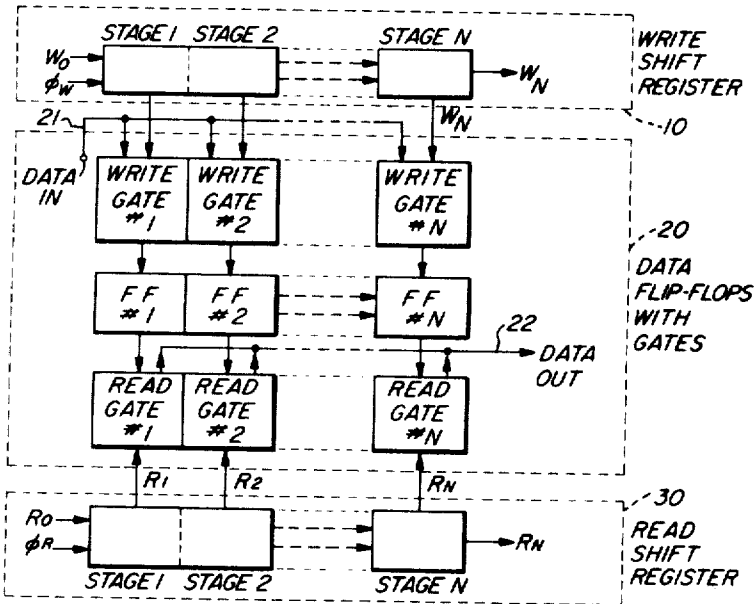 STAGE 1 STAGE 2 STAGE N
W0
ΦW
WN
WRITE
SHIFT
REGISTER
10
21
WN
DATA
IN
WRITE
GATE
#1
WRITE
GATE
#2
WRITE
GATE
#N
20
DATA
FLIP-FLOPS
WITH
GATES
FF
#1
FF
#2
FF
#N
22
DATA
OUT
READ
GATE
#1
READ
GATE
#2
READ
GATE
#N
R1 R2 RN
30
READ
SHIFT
REGISTER
R0
ΦR
RN
STAGE 1 STAGE 2 STAGE N